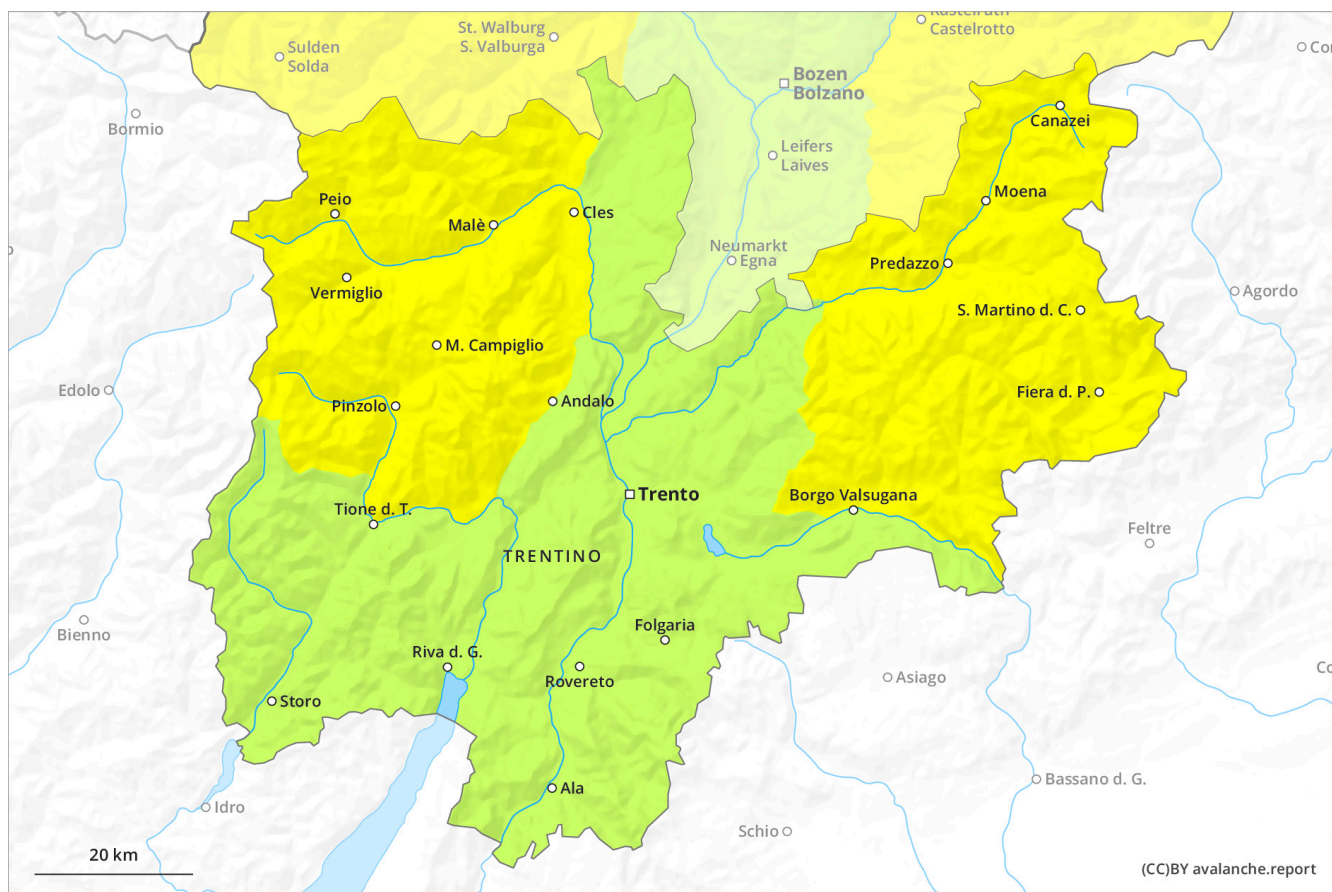 Kastelruth
Castelrotto
St. Walburg
S. Valburga
Sulden
Solda
Bozen
Bolzano
Bormio
Canazei
Leifers
Laives
Peio
Malè
Cles
Moena
Neumarkt
Egna
Predazzo
Vermiglio
Agordo
S. Martino d. C.
M. Campiglio
Edolo
Pinzolo
Andalo
Fiera d. P.
Trento
Borgo Valsugana
Tione d. T.
Feltre
TRENTINO
Bienno
Folgaria
Riva d. G.
Rovereto
Asiago
Storo
Bassano d. G.
Ala
Idro
Schio
20 km
(CC)BY avalanche.report